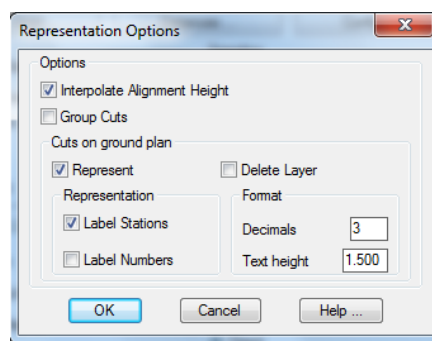 Representation Options
Options
Interpolate Alignment Height
Group Cuts
Cuts on ground plan
Represent
Delete Layer
Representation
Format
Label Stations
Decimals 3
Label Numbers
Text height 1.500
OK
Cancel
Help ...